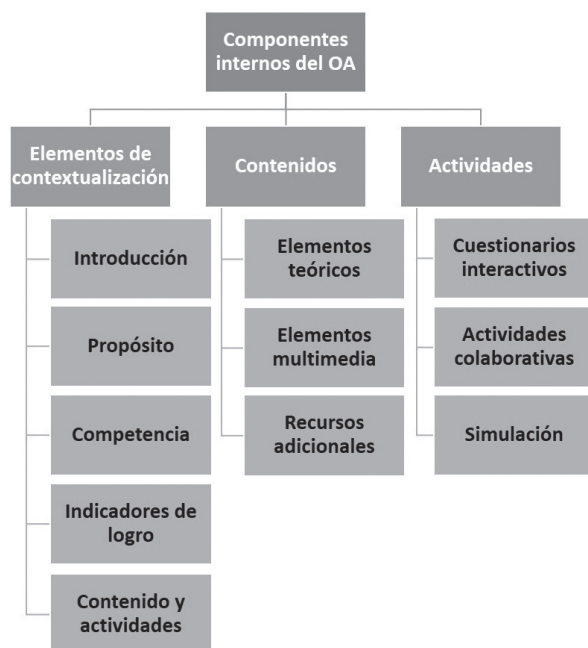 Componentes
internos del OA
Elementos de
contextualización
Introducción
Propósito
Competencia
Indicadores de
logro
Contenido y
actividades
Contenidos
Elementos
teóricos
Elementos
multimedia
Recursos
adicionales
Actividades
Cuestionarios
interactivos
Actividades
colaborativas
Simulación